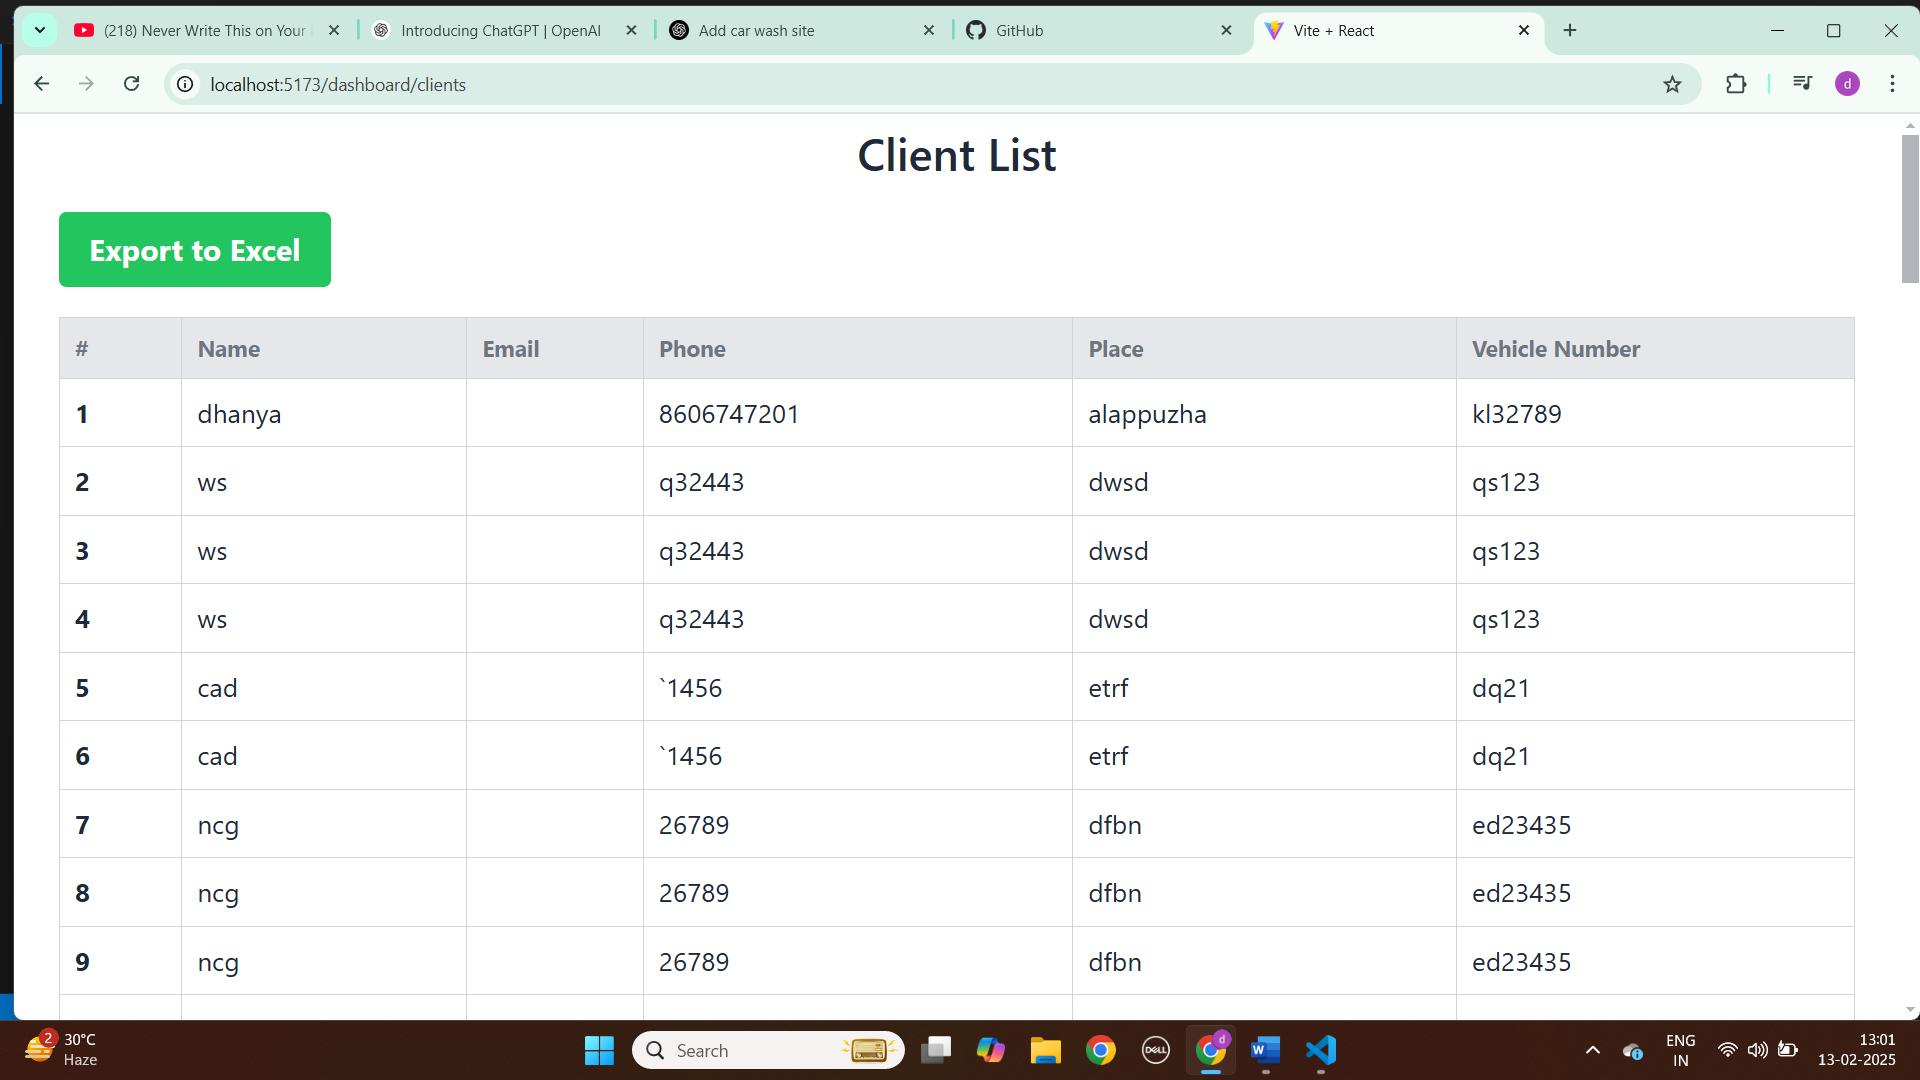 (218) Never Write This on Your
Introducing ChatGPT | OpenAI
Add car wash site
GitHub
Vite + React
localhost:5173/dashboard/clients
d
Client List
Export to Excel
# Name Email Phone Place Vehicle Number
1 dhanya 8606747201 alappuzha kl32789
2 ws q32443 dwsd qs123
3 ws q32443 dwsd qs123
4 ws q32443 dwsd qs123
5 cad `1456 etrf dq21
6 cad `1456 etrf dq21
7 ncg 26789 dfbn ed23435
8 ncg 26789 dfbn ed23435
9 ncg 26789 dfbn ed23435
2
30°C
Haze
Search
DELL
d
W
ENG
IN
13:01
13-02-2025